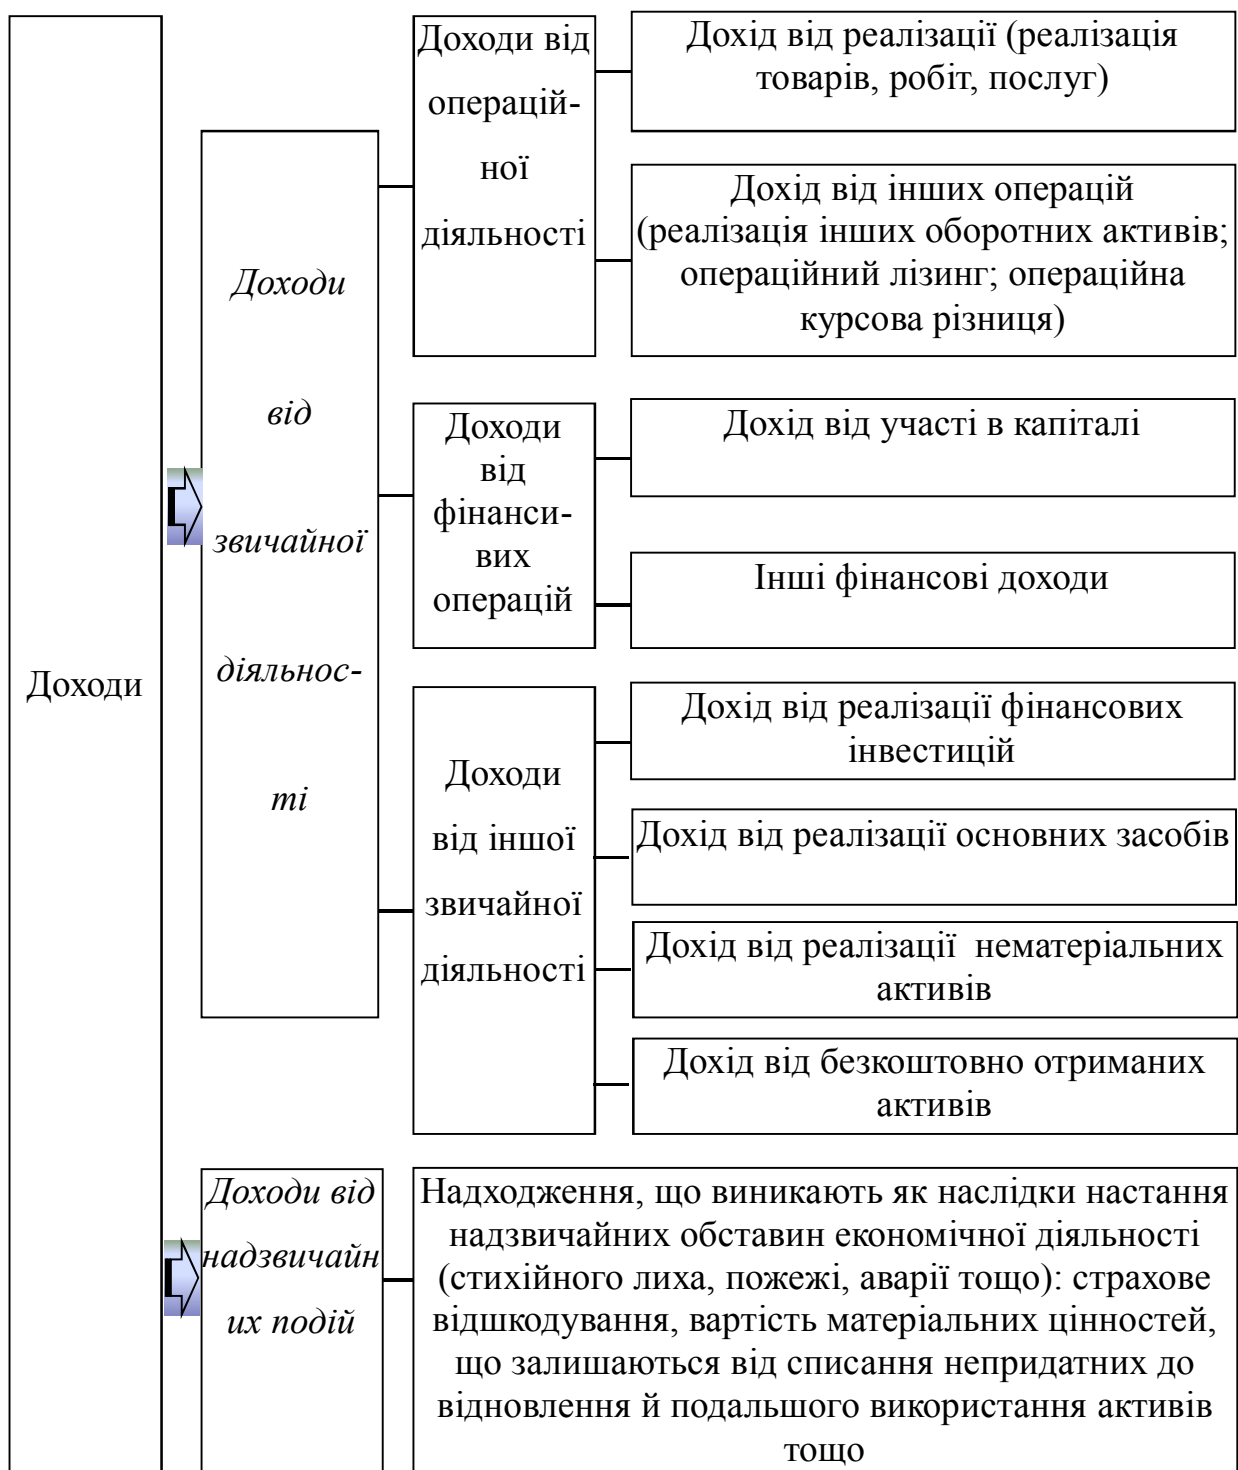 Доходи
Доходи
від
звичайної
діяльнос-
ті
Доходи від
операцій-
ної
діяльності
Дохід від реалізації (реалізація
товарів, робіт, послуг)
Дохід від інших операцій
(реалізація інших оборотних активів;
операційний лізинг; операційна
курсова різниця)
Доходи
від
фінанси-
вих
операцій
Дохід від участі в капіталі
Інші фінансові доходи
Доходи
від іншої
звичайної
діяльності
Дохід від реалізації фінансових
інвестицій
Дохід від реалізації основних засобів
Дохід від реалізації  нематеріальних
активів
Дохід від безкоштовно отриманих
активів
Доходи від
надзвичайн
их подій
Надходження, що виникають як наслідки настання
надзвичайних обставин економічної діяльності
(стихійного лиха, пожежі, аварії тощо): страхове
відшкодування, вартість матеріальних цінностей,
що залишаються від списання непридатних до
відновлення й подальшого використання активів
тощо